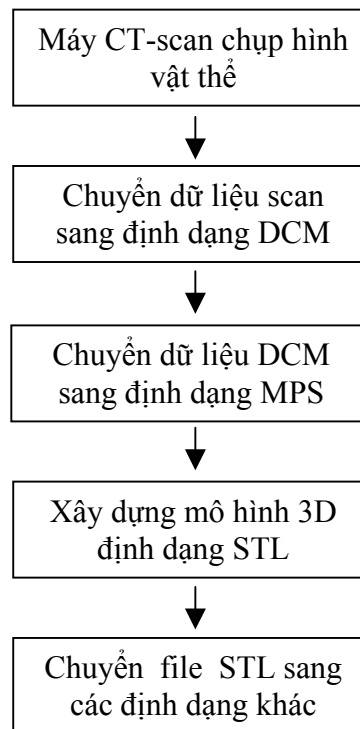 Máy CT-scan chụp hình
vật thể
Chuyển dữ liệu scan
sang định dạng DCM
Chuyển dữ liệu DCM
sang định dạng MPS
Xây dựng mô hình 3D
định dạng STL
Chuyển file STL sang
các định dạng khác